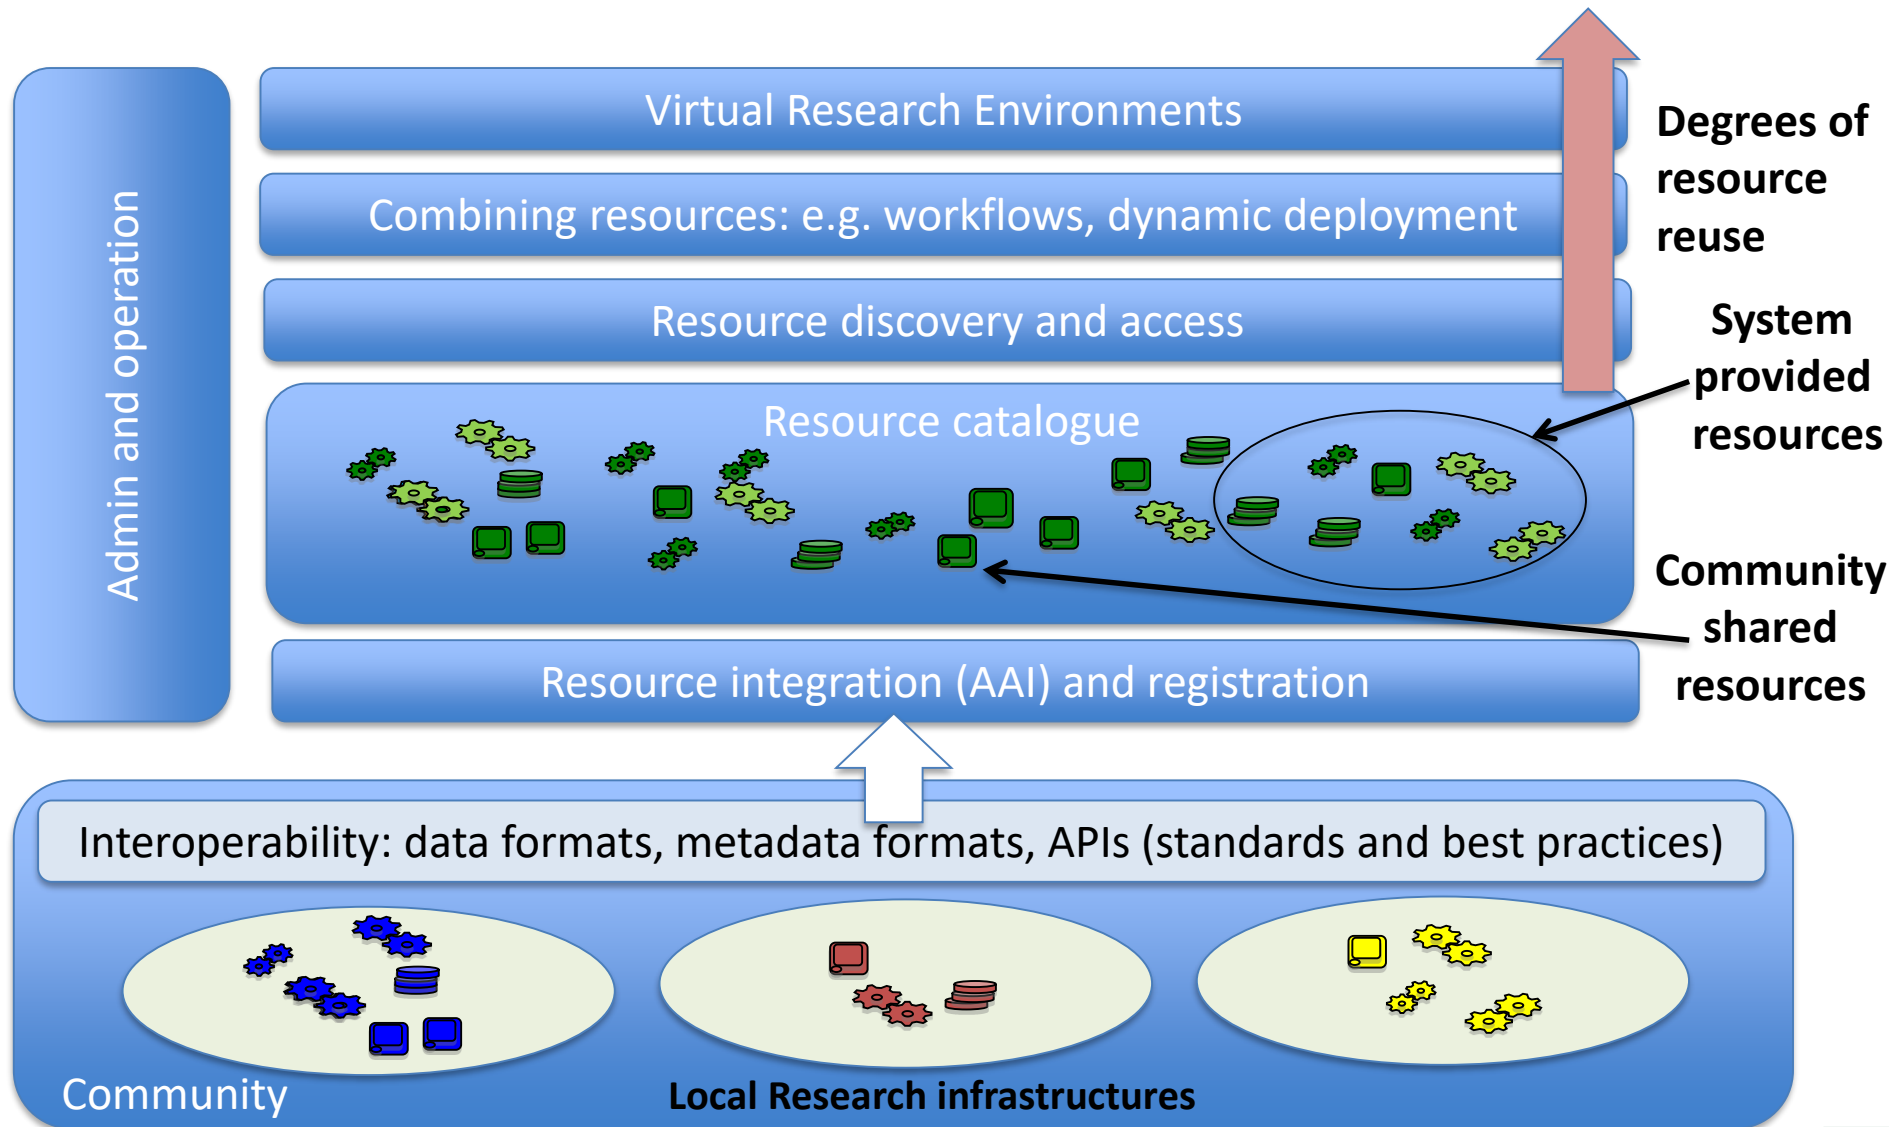 Admin and operation
Virtual Research Environments
Combining resources: e.g. workflows, dynamic deployment
Resource discovery and access
Resource catalogue
Resource integration (AAI) and registration
Degrees of
resource
reuse
System
provided
resources
Community
shared
resources
Interoperability: data formats, metadata formats, APIs (standards and best practices)
Community
Local Research infrastructures